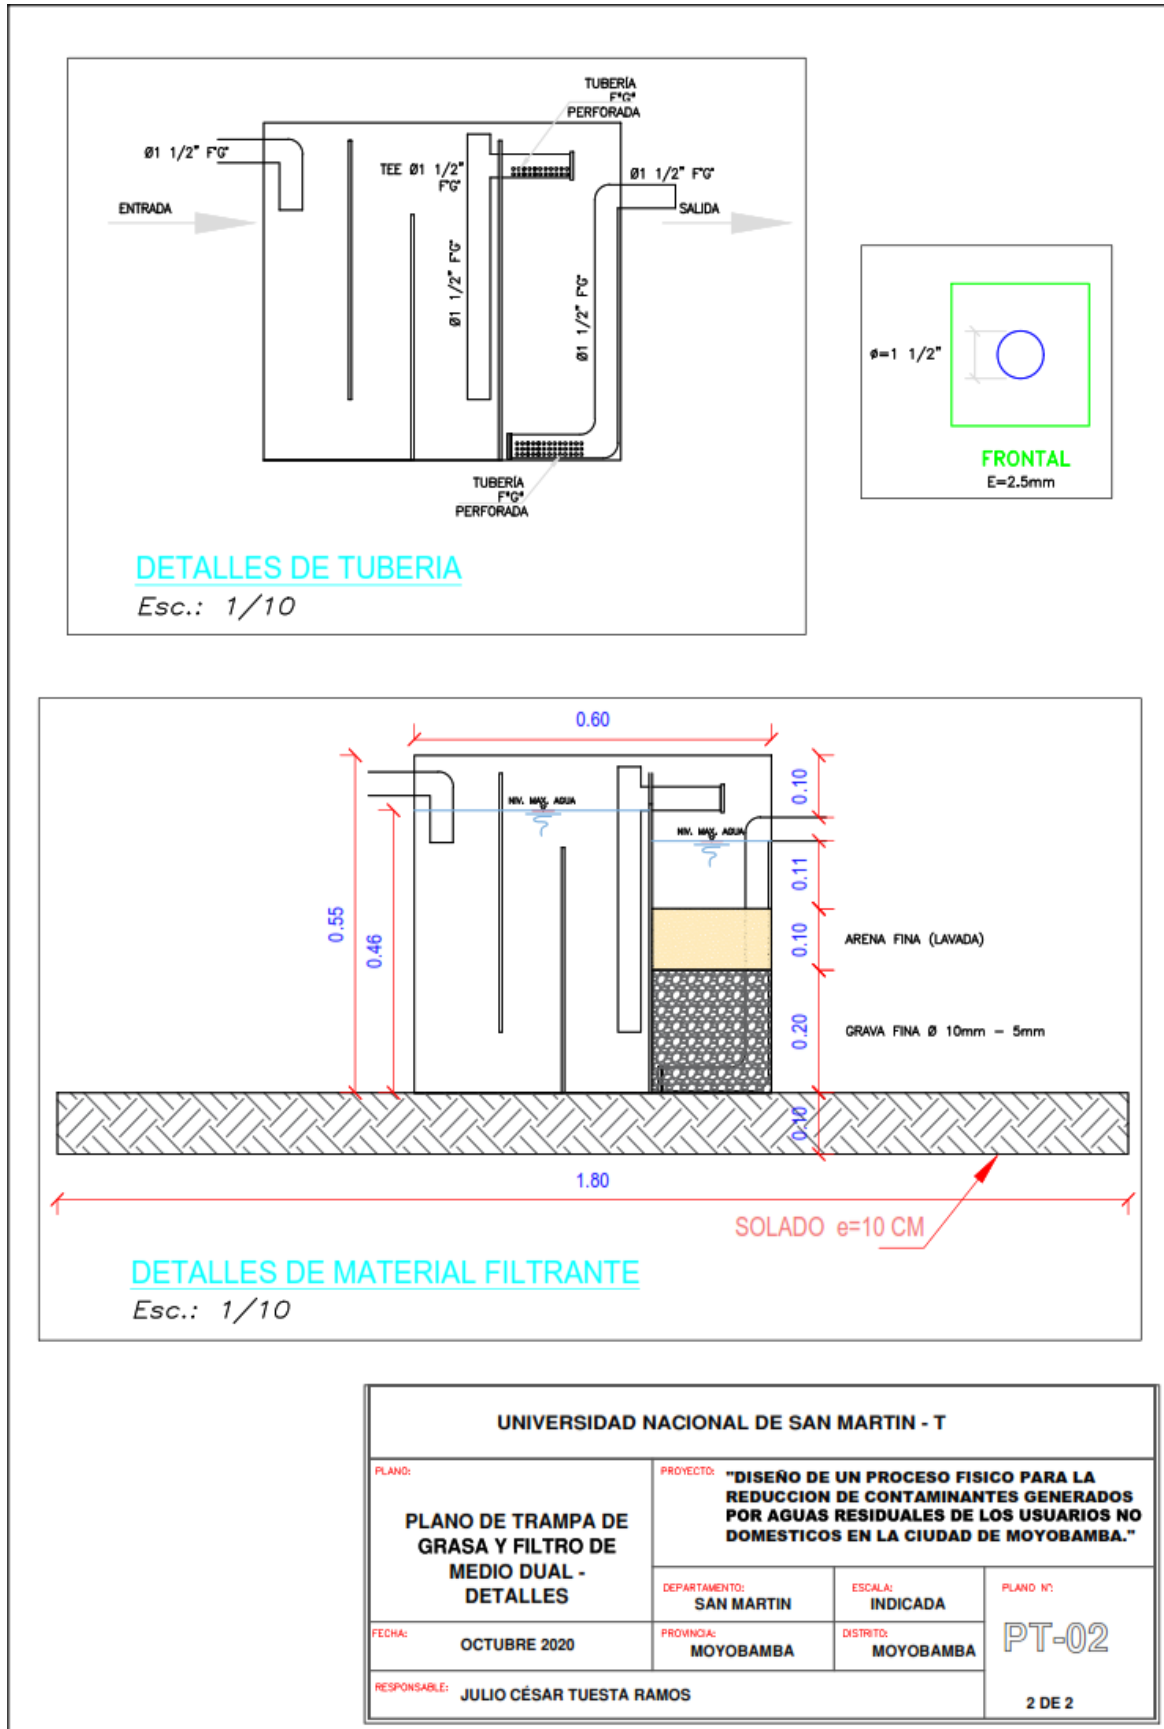 TUBERÍA
F°G°
PERFORADA
Ø1 1/2" F°G°
TEE Ø1 1/2"
F°G°
Ø1 1/2" F°G°
ENTRADA
SALIDA
Ø1 1/2" F°G°
Ø1 1/2" F°G°
TUBERÍA
F°G°
PERFORADA
DETALLES DE TUBERIA
Esc.: 1/10
ø=1 1/2"
FRONTAL
E=2.5mm
0.60
0.10
NIV. MAX. AGUA
NIV. MAX. AGUA
0.11
0.55
0.46
0.10
ARENA FINA (LAVADA)
0.20
GRAVA FINA Ø 10mm - 5mm
0.10
1.80
SOLADO e=10 CM
DETALLES DE MATERIAL FILTRANTE
Esc.: 1/10
UNIVERSIDAD NACIONAL DE SAN MARTIN - T
PLANO:
PLANO DE TRAMPA DE
GRASA Y FILTRO DE
MEDIO DUAL -
DETALLES
PROYECTO: "DISEÑO DE UN PROCESO FISICO PARA LA
REDUCCION DE CONTAMINANTES GENERADOS
POR AGUAS RESIDUALES DE LOS USUARIOS NO
DOMESTICOS EN LA CIUDAD DE MOYOBAMBA."
DEPARTAMENTO:
SAN MARTIN
ESCALA:
INDICADA
PLANO N°:
PT-02
2 DE 2
FECHA:
OCTUBRE 2020
PROVINCIA:
MOYOBAMBA
DISTRITO:
MOYOBAMBA
RESPONSABLE: JULIO CÉSAR TUESTA RAMOS